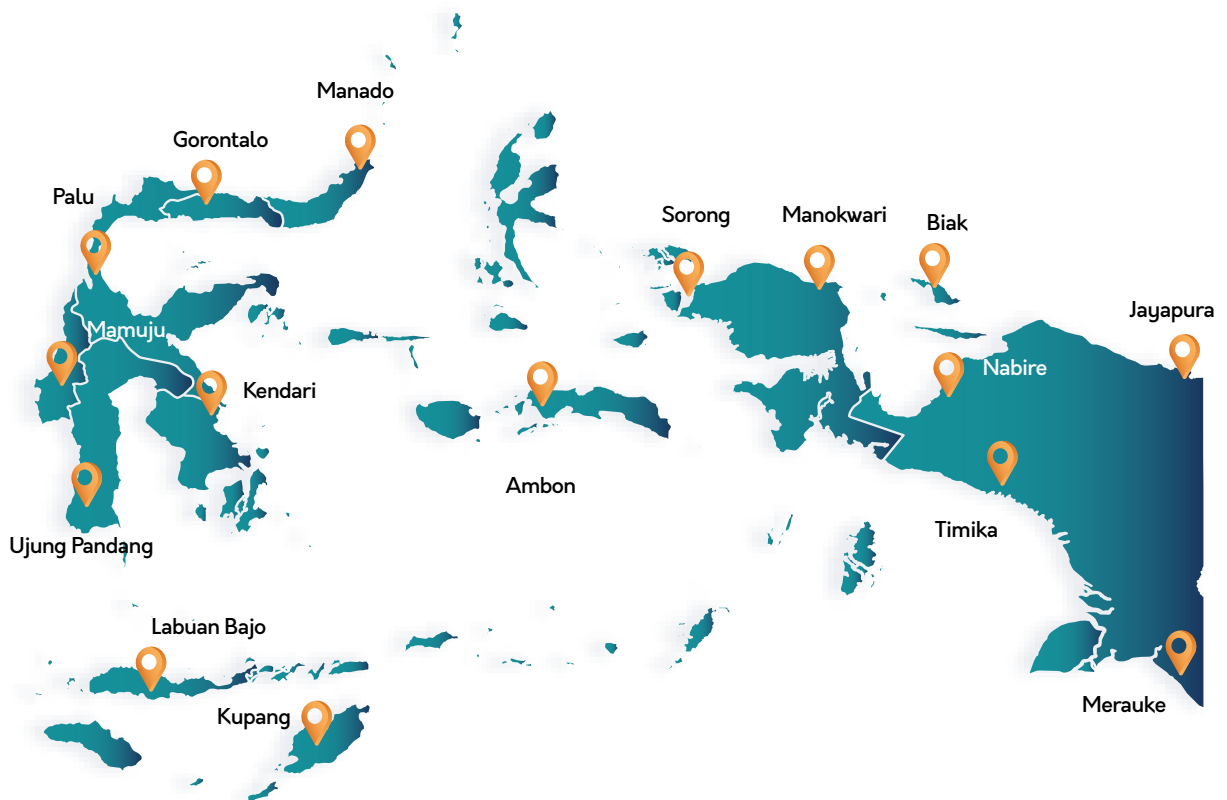 Manado
Gorontalo
Palu
Sorong
Manokwari
Biak
Jayapura
Mamuju
Nabire
Kendari
Ambon
Timika
Ujung Pandang
Labuan Bajo
Kupang
Merauke